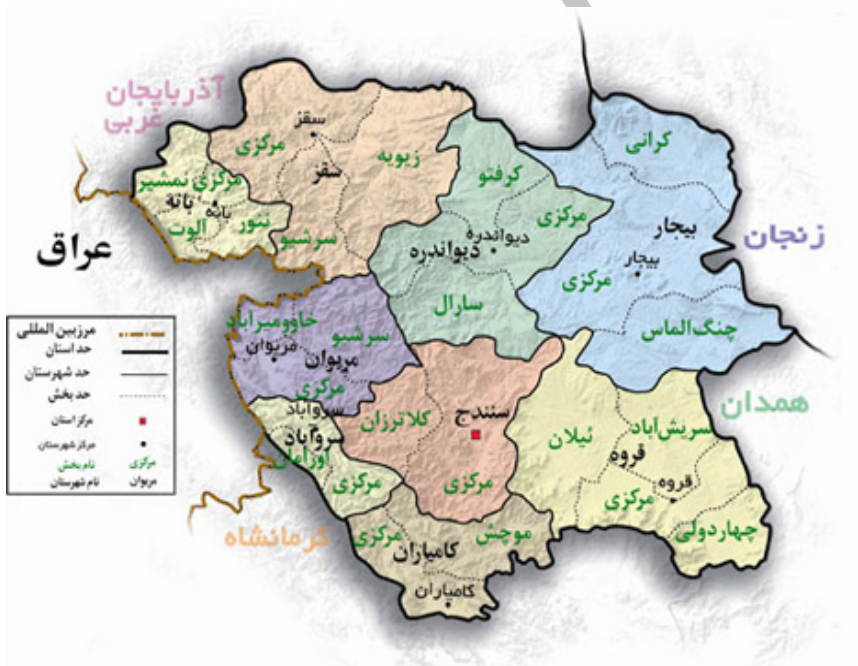 آذربایجان
غربی
سقز
مرکزی
سقز
زیویه
سرشیو
کرانی
کرفتو
مرکزی
دیواندره
دیواندره
سارال
بیجار
بیجار
مرکزی
چنگ الماس
زنجان
مرکزی
نمشیر
بانه
بانه
ننور
آلوت
عراق
خاوومیرآباد
سرشیو
مریوان
مریوان
مرکزی
سروآباد
سروآباد
اورامان
مرکزی
کلاترزان
سنندج
مرکزی
ئیلان
سریش آباد
قروه
قروه
مرکزی
چهاردولی
همدان
موچش
مرکزی
کامیاران
کامیاران
کرمانشاه
مرزبین المللی
حد استان
حد شهرستان
حد بخش
مرکز استان
مرکز شهرستان
نام بخش
مرکزی
نام شهرستان
مریوان